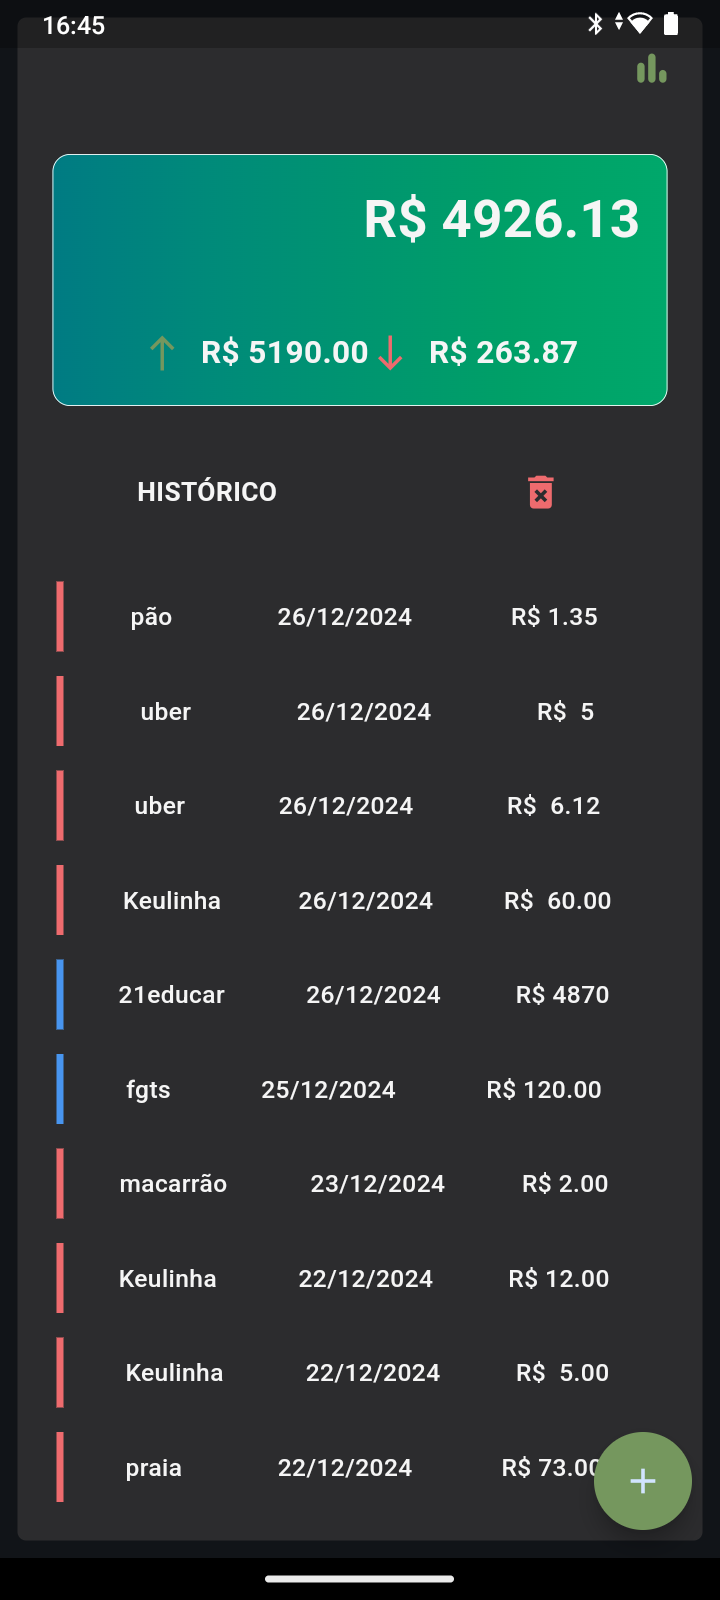 16:45
R$ 4926.13
R$ 5190.00 R$ 263.87
HISTÓRICO
pão 26/12/2024 R$ 1.35
uber 26/12/2024 R$ 5
uber 26/12/2024 R$ 6.12
Keulinha 26/12/2024 R$ 60.00
21educar 26/12/2024 R$ 4870
fgts 25/12/2024 R$ 120.00
macarrão 23/12/2024 R$ 2.00
Keulinha 22/12/2024 R$ 12.00
Keulinha 22/12/2024 R$ 5.00
praia 22/12/2024 R$ 73.00